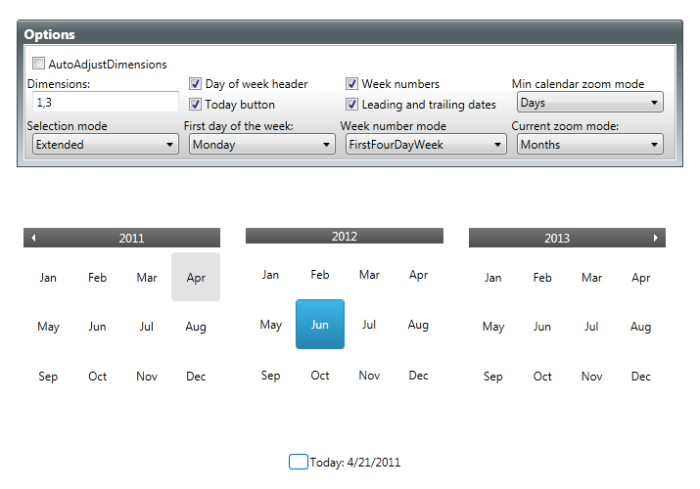 Options
AutoAdjustDimensions
Dimensions: Day of week header Week numbers Min calendar zoom mode
1,3 Today button Leading and trailing dates Days
Selection mode First day of the week: Week number mode Current zoom mode:
Extended Monday FirstFourDayWeek Months
2011 2012 2013
Jan Feb Mar Apr Jan Feb Mar Apr Jan Feb Mar Apr
May Jun Jul Aug May Jun Jul Aug May Jun Jul Aug
Sep Oct Nov Dec Sep Oct Nov Dec Sep Oct Nov Dec
Today: 4/21/2011